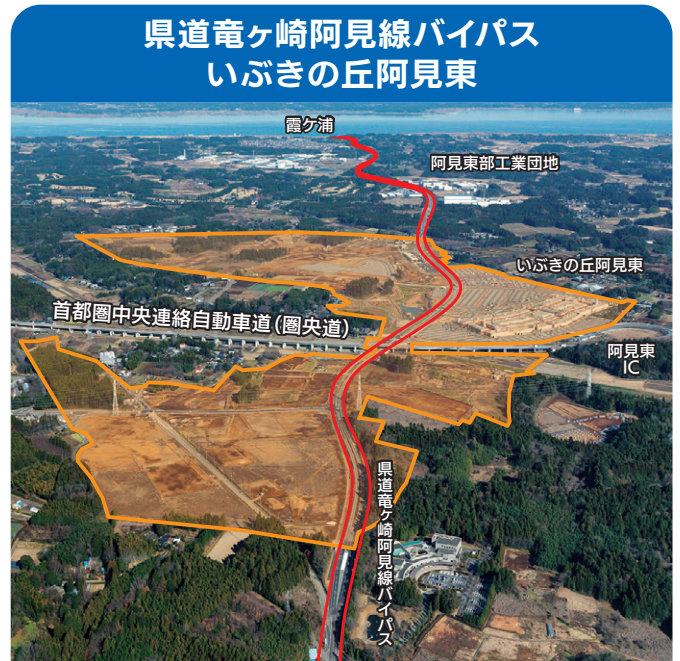 県道竜ヶ崎阿見線バイパス
いぶきの丘阿見東
霞ケ浦
阿見東部工業団地
いぶきの丘阿見東
首都圏中央連絡自動車道(圏央道)
阿見東
IC
県道竜ヶ崎阿見線バイパス